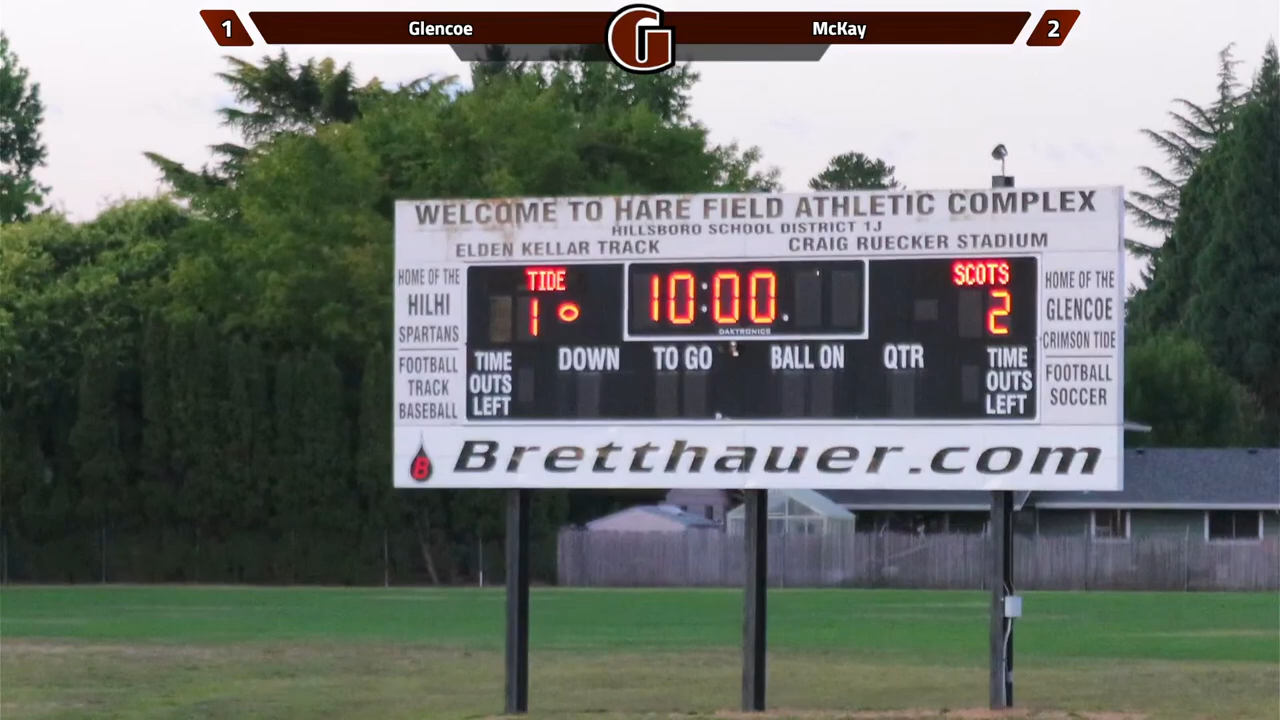 1 Glencoe G McKay 2
WELCOME TO HARE FIELD ATHLETIC COMPLEX
HILLSBORO SCHOOL DISTRICT 1J
ELDEN KELLAR TRACK CRAIG RUECKER STADIUM
HOME OF THE
HILHI
SPARTANS
FOOTBALL
TRACK
BASEBALL
TIDE
1
10:00
DAKTRONICS
SCOTS
2
TIME
OUTS
LEFT
DOWN TO GO BALL ON QTR
TIME
OUTS
LEFT
HOME OF THE
GLENCOE
CRIMSON TIDE
FOOTBALL
SOCCER
B Bretthauer.com